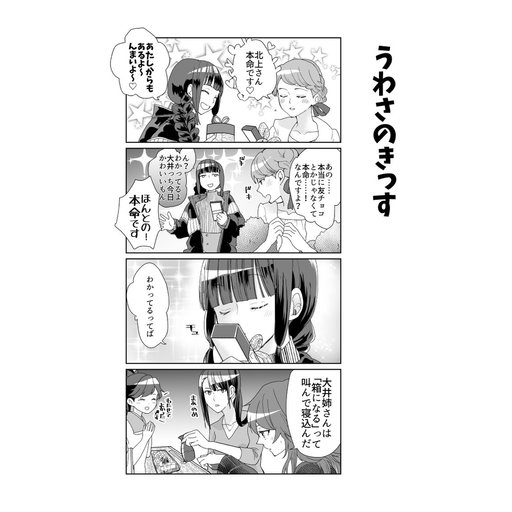 うわさのきっす
北上さん
本命です♡
あたしからも
あるよ〜
んまいよ〜♡
あの……
本当に友チョコ
とかじゃなくて
本命……！
なんですよ？
ん？
わかってるよ
大井っち今日
かわいいもん
ほんとの！
本命です
わかってるってば
大井姉さんは
「箱になる」って
叫んで寝込んだ